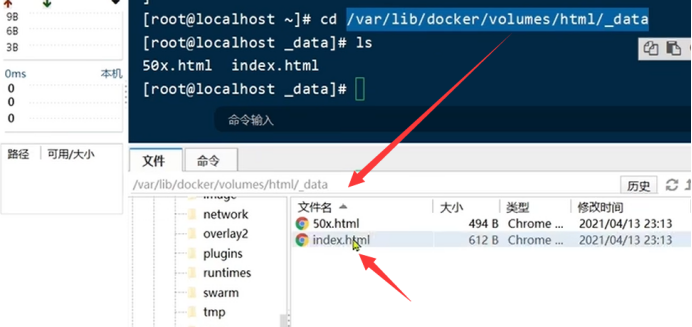 9B
6B
3B
0ms 本机
0
0
0
路径 可用/大小
[root@localhost ~]# cd /var/lib/docker/volumes/html/_data
[root@localhost _data]# ls
50x.html index.html
[root@localhost _data]#
命令输入
文件 命令
/var/lib/docker/volumes/html/_data 历史
network
overlay2
plugins
runtimes
swarm
tmp
文件名 大小 类型 修改时间
50x.html 494 B Chrome ... 2021/04/13 23:13
index.html 612 B Chrome ... 2021/04/13 23:13